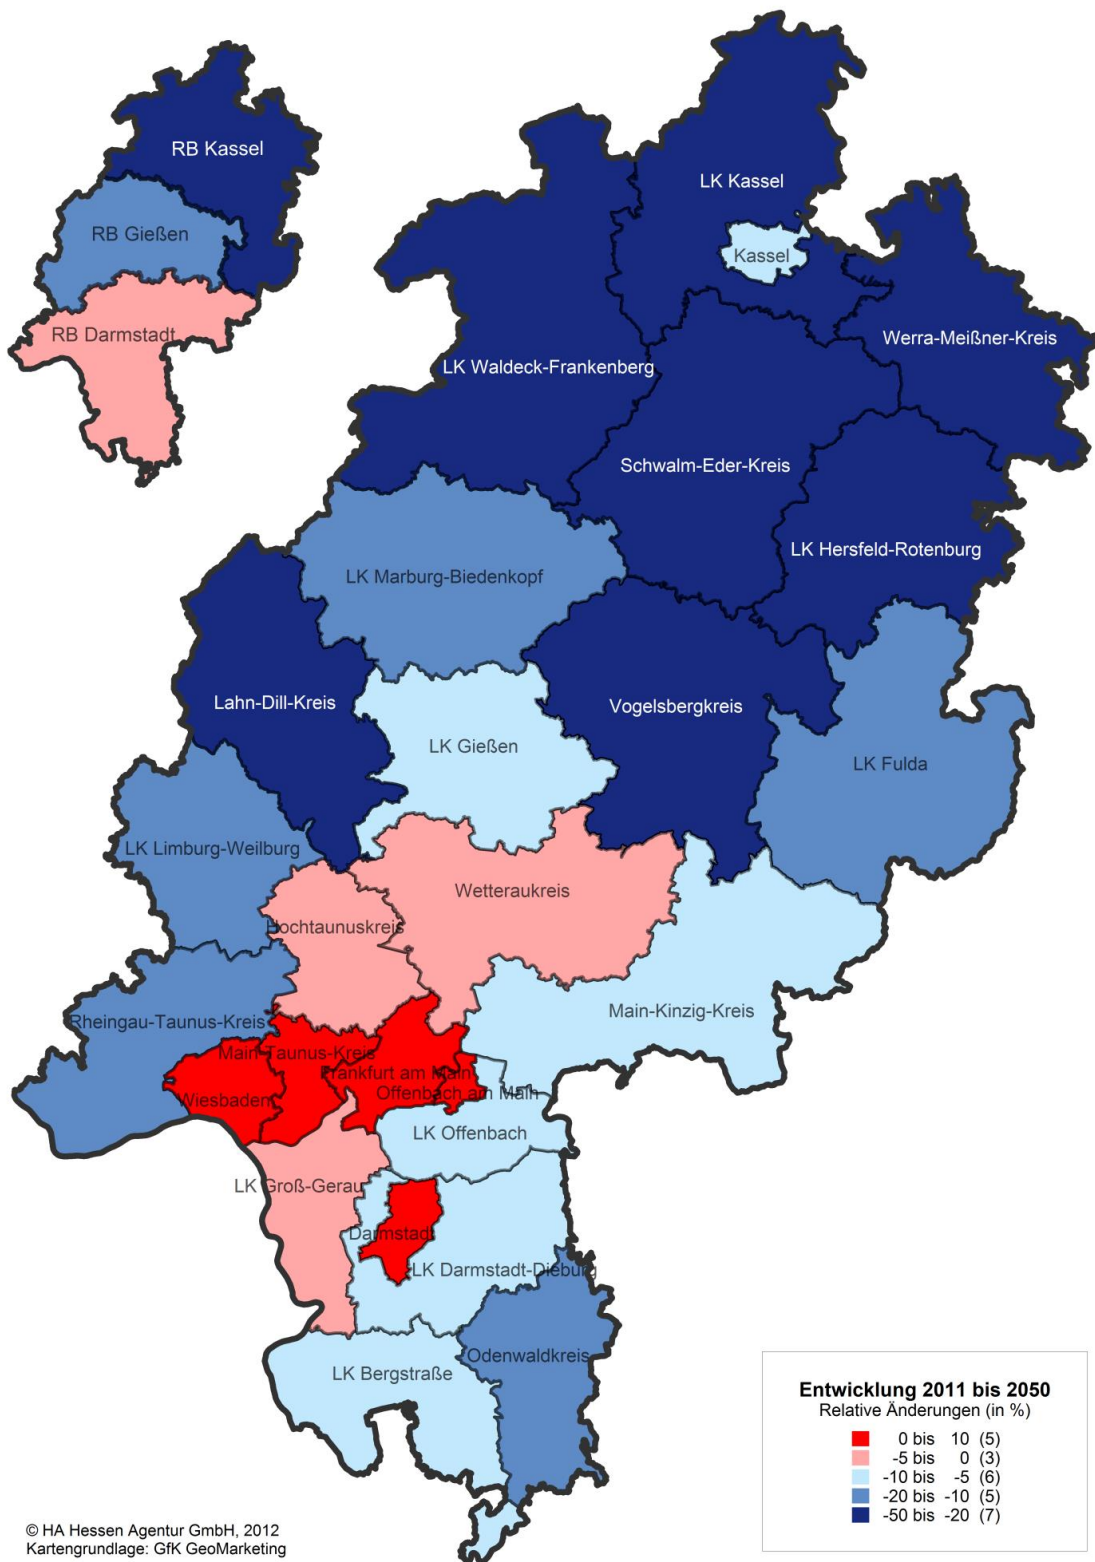 RB Kassel
RB Gießen
RB Darmstadt
LK Kassel
Kassel
Werra-Meißner-Kreis
LK Waldeck-Frankenberg
Schwalm-Eder-Kreis
LK Hersfeld-Rotenburg
LK Marburg-Biedenkopf
Lahn-Dill-Kreis
Vogelsbergkreis
LK Gießen
LK Fulda
LK Limburg-Weilburg
Wetteraukreis
Hochtaunuskreis
Main-Kinzig-Kreis
Rheingau-Taunus-Kreis
Main-Taunus-Kreis
Frankfurt am Main
Offenbach am Main
Wiesbaden
LK Offenbach
LK Groß-Gerau
Darmstadt
LK Darmstadt-Dieburg
Odenwaldkreis
LK Bergstraße
Entwicklung 2011 bis 2050
Relative Änderungen (in %)
0 bis 10 (5)
-5 bis 0 (3)
-10 bis -5 (6)
-20 bis -10 (5)
-50 bis -20 (7)
© HA Hessen Agentur GmbH, 2012
Kartengrundlage: GfK GeoMarketing